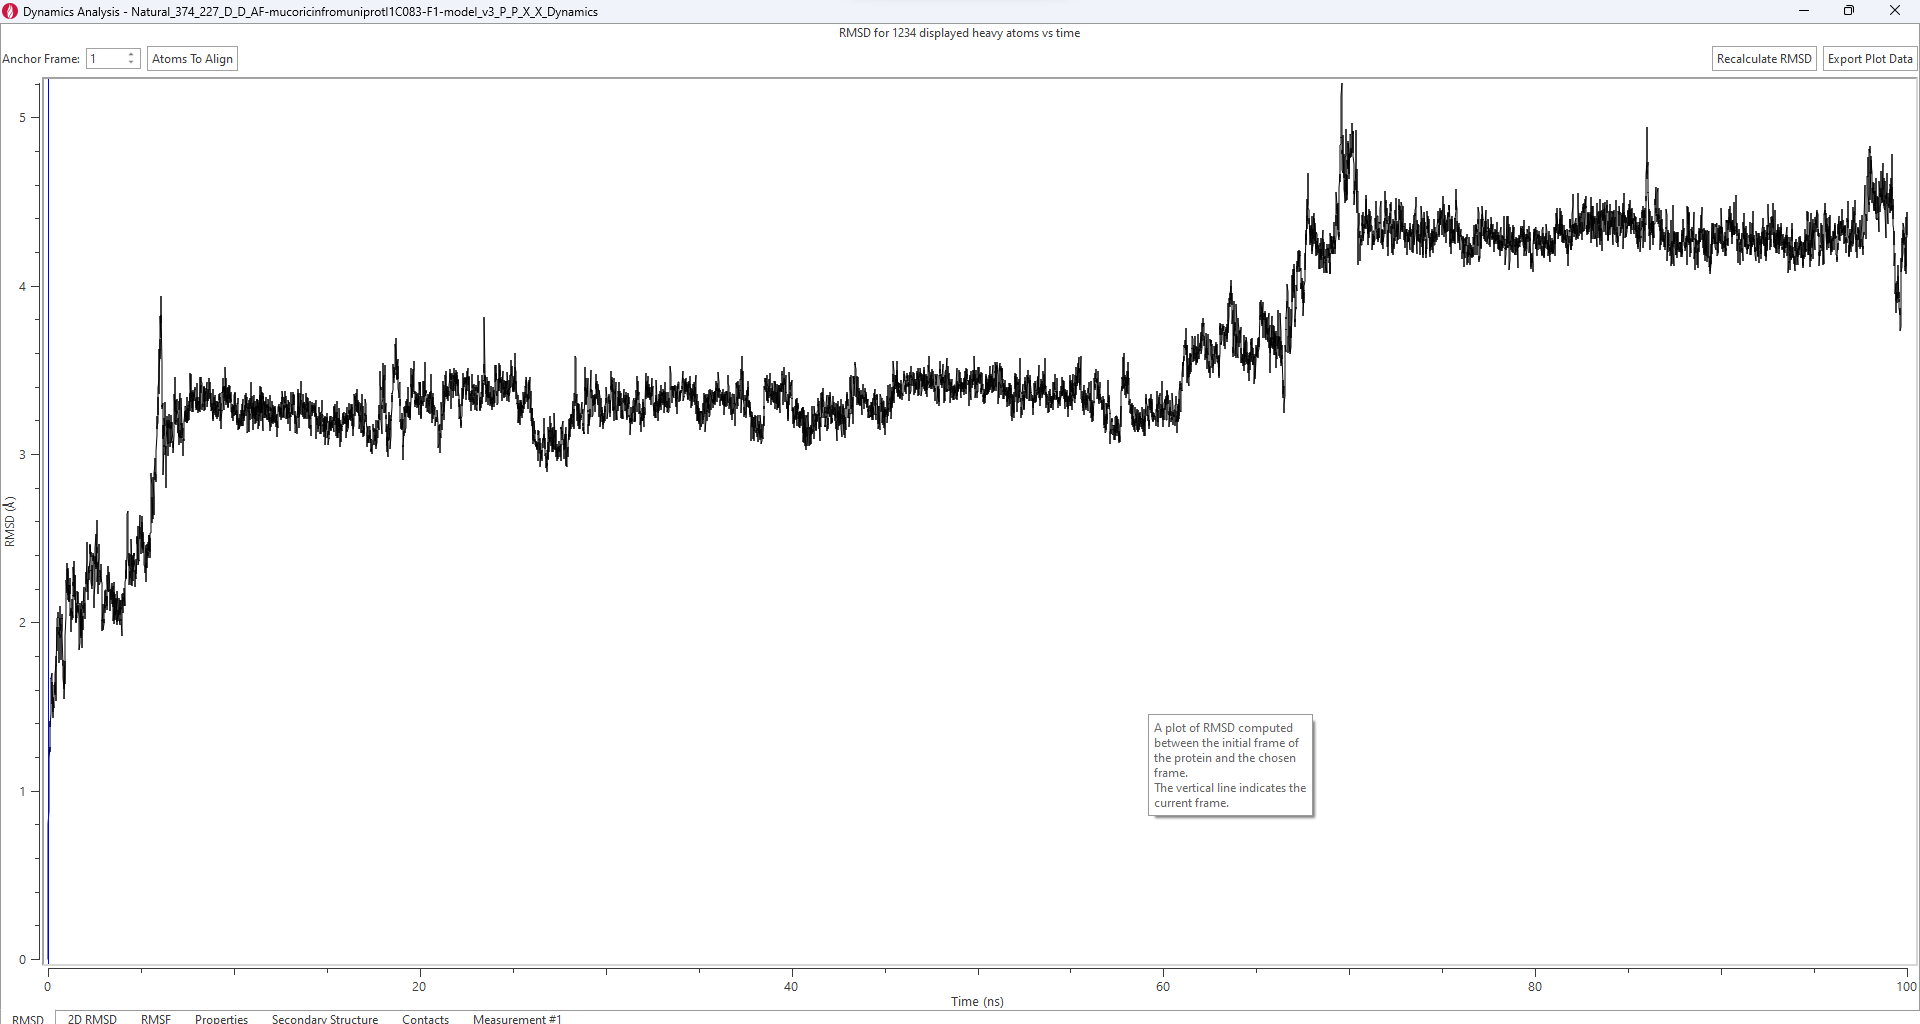 Dynamics Analysis - Natural_374_227_D_D_AF-mucoricinfromuniprotI1C083-F1-model_v3_P_P_X_X_Dynamics
RMSD for 1234 displayed heavy atoms vs time
Anchor Frame: 1 Atoms To Align Recalculate RMSD Export Plot Data
5
4
3
2
1
0
RMSD (Å)
A plot of RMSD computed
between the initial frame of
the protein and the chosen
frame.
The vertical line indicates the
current frame.
0 20 40 60 80 100
Time (ns)
RMSD 2D RMSD RMSF Properties Secondary Structure Contacts Measurement #1